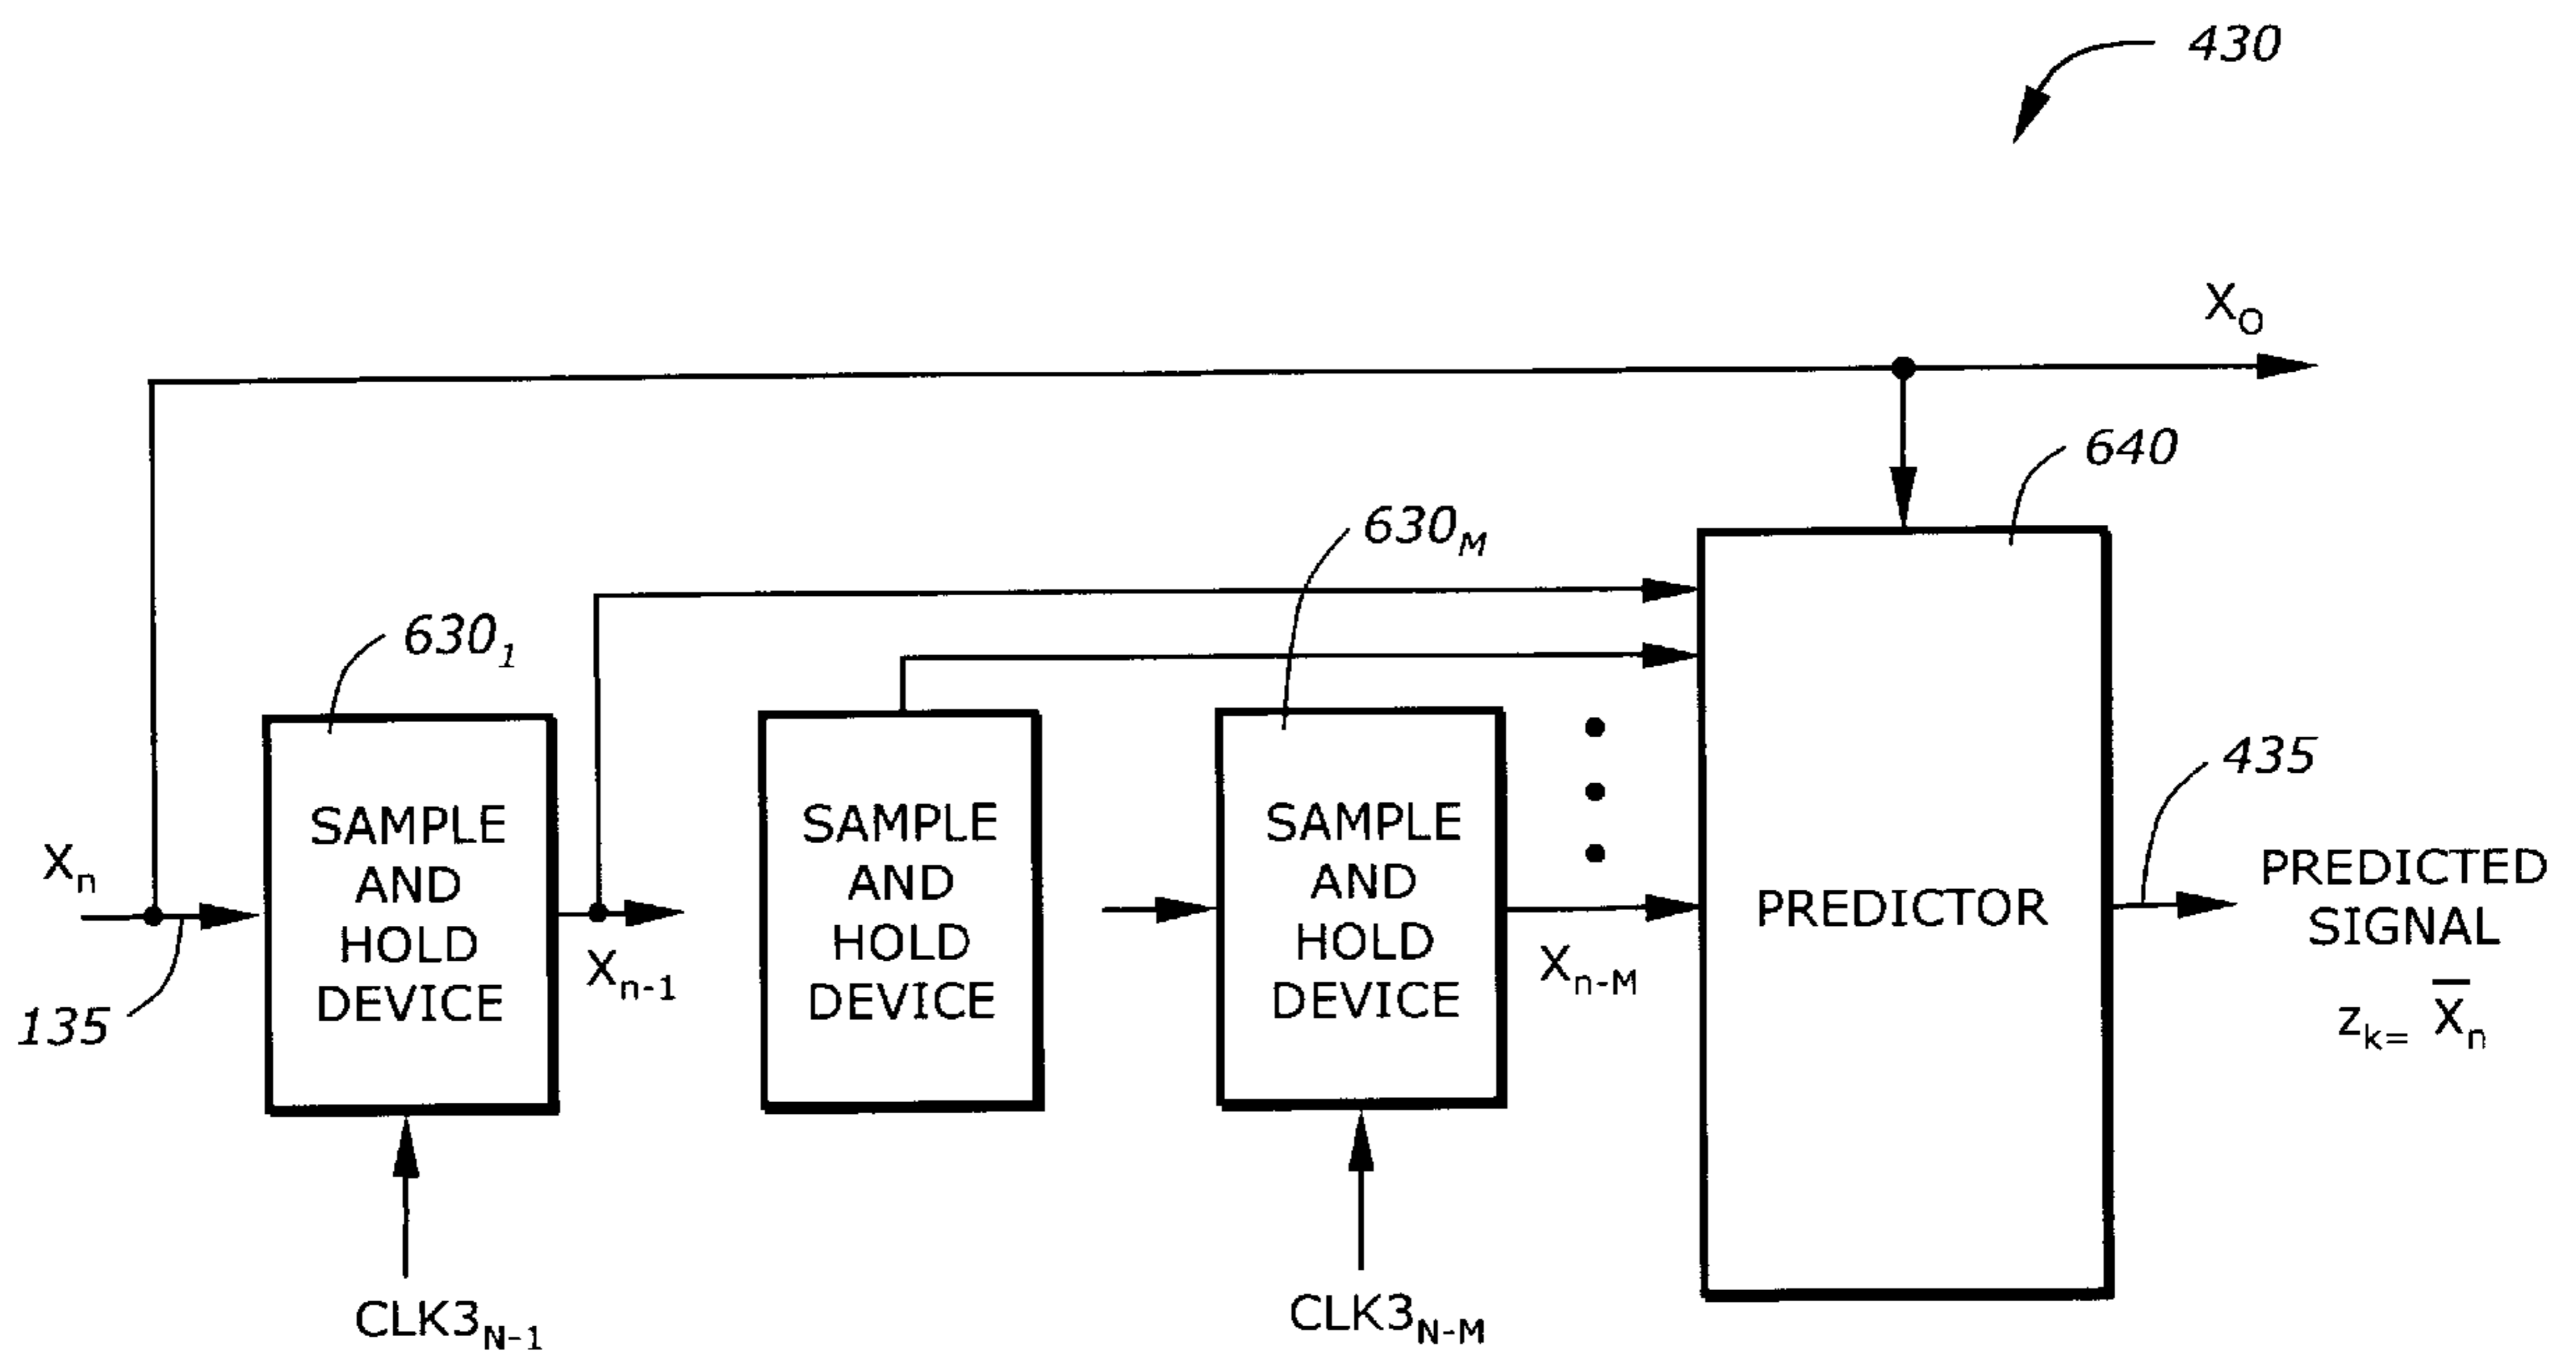 430
X_O
640
630_M
630_1
435
X_n
SAMPLE
AND
HOLD
DEVICE
SAMPLE
AND
HOLD
DEVICE
SAMPLE
AND
HOLD
DEVICE
PREDICTOR
PREDICTED
SIGNAL
z_k= X̅_n
X_n-1
X_n-M
135
CLK3_N-1
CLK3_N-M